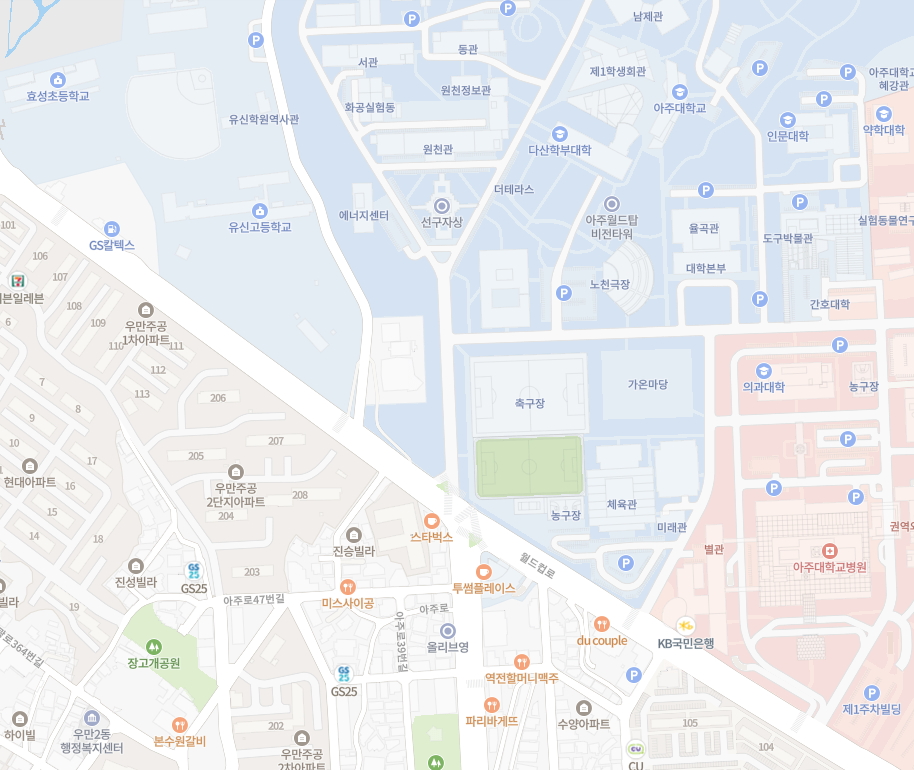 남제관
P
P
P
동관
서관
제1학생회관
P
P
아주대학교
혜강관
효성초등학교
원천정보관
아주대학교
P
화공실험동
유신학원역사관
인문대학
약학대학
원천관
다산학부대학
더테라스
P
P
에너지센터
선구자상
아주월드탑
비전타워
유신고등학교
율곡관
도구박물관
GS칼텍스
101
106
107
108
109
110
111
112
113
대학본부
노천극장
P
P
간호대학
우만주공
1차아파트
6
7
8
9
10
P
의과대학
농구장
가온마당
축구장
206
207
205
P
17
16
15
14
18
19
현대아파트
우만주공
2단지아파트
204
208
P
P
체육관
농구장
미래관
스타벅스
진승빌라
월드컵로
별관
아주대학교병원
P
진성빌라
GS25
203
투썸플레이스
미스사이공
아주로47번길
아주로
아주로39번길
올리브영
du couple
KB국민은행
장고개공원
GS25
역전할머니맥주
P
P
제1주차빌딩
하이빌
우만2동
행정복지센터
본수원갈비
202
우만주공
2차아파트
파리바게뜨
수양아파트
105
104
CU